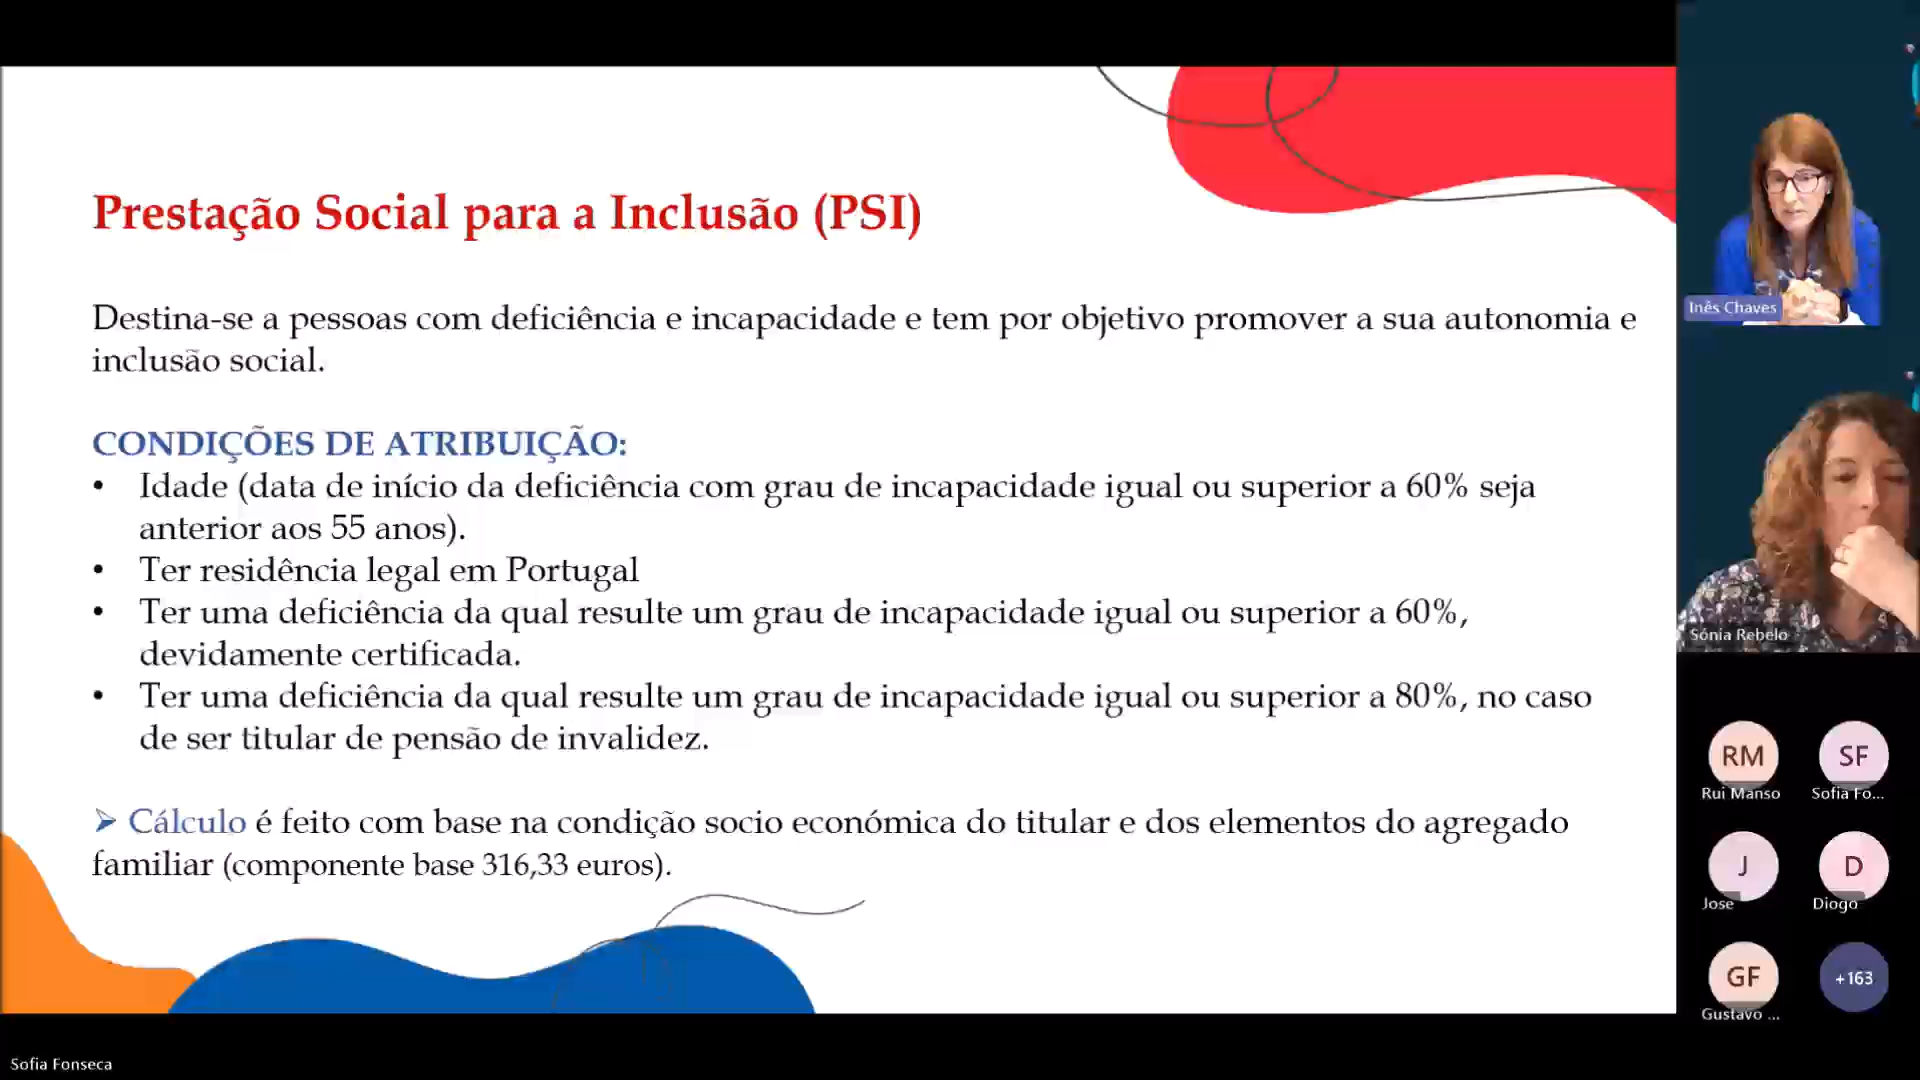 Prestação Social para a Inclusão (PSI)
Destina-se a pessoas com deficiência e incapacidade e tem por objetivo promover a sua autonomia e
inclusão social.
CONDIÇÕES DE ATRIBUIÇÃO:
• Idade (data de início da deficiência com grau de incapacidade igual ou superior a 60% seja
anterior aos 55 anos).
• Ter residência legal em Portugal
• Ter uma deficiência da qual resulte um grau de incapacidade igual ou superior a 60%,
devidamente certificada.
• Ter uma deficiência da qual resulte um grau de incapacidade igual ou superior a 80%, no caso
de ser titular de pensão de invalidez.
➢ Cálculo é feito com base na condição socio económica do titular e dos elementos do agregado
familiar (componente base 316,33 euros).
Inês Chaves
Sónia Rebelo
RM
Rui Manso
SF
Sofia Fo...
J
Jose
D
Diogo
GF
Gustavo ...
+163
Sofia Fonseca